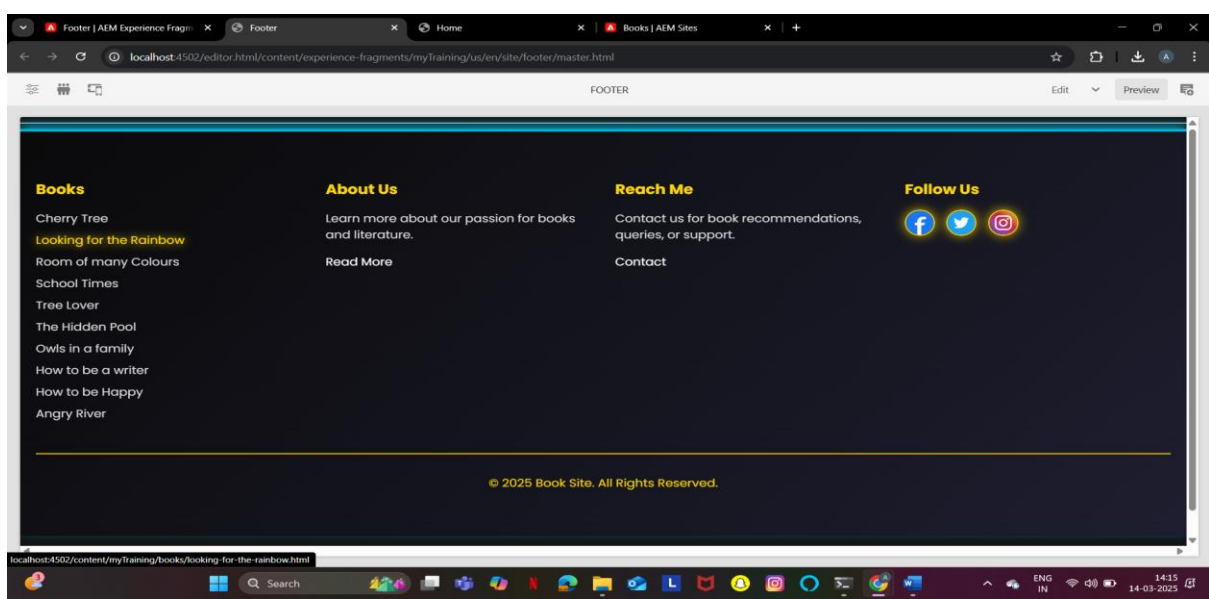 Footer | AEM Experience Fragm
Footer
Home
Books | AEM Sites
localhost:4502/editor.html/content/experience-fragments/myTraining/us/en/site/footer/master.html
FOOTER
Edit
Preview
Books
Cherry Tree
Looking for the Rainbow
Room of many Colours
School Times
Tree Lover
The Hidden Pool
Owls in a family
How to be a writer
How to be Happy
Angry River
About Us
Learn more about our passion for books
and literature.
Read More
Reach Me
Contact us for book recommendations,
queries, or support.
Contact
Follow Us
© 2025 Book Site. All Rights Reserved.
localhost:4502/content/myTraining/books/looking-for-the-rainbow.html
Search
ENG
IN
14:15
14-03-2025